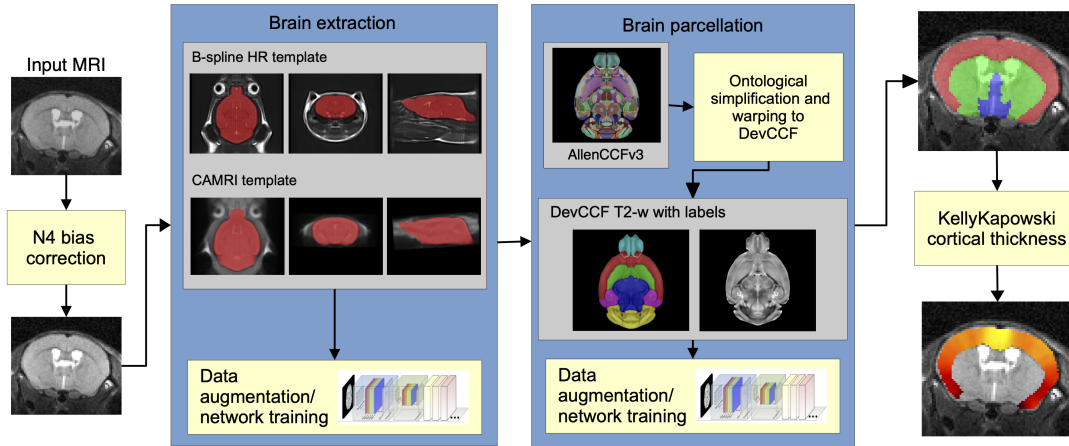 Input MRI
N4 bias
correction
Brain extraction
B-spline HR template
CAMRI template
Data
augmentation/
network training
...
Brain parcellation
AllenCCFv3
Ontological
simplification and
warping to
DevCCF
DevCCF T2-w with labels
Data
augmentation/
network training
...
KellyKapowski
cortical thickness